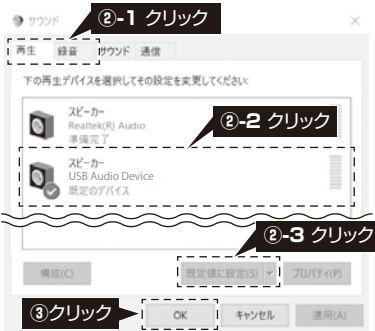 サウンド
②-1 クリック
再生 録音 サウンド 通信
下の再生デバイスを選択してその設定を変更してください:
スピーカー
Realtek(R) Audio
準備完了
②-2 クリック
スピーカー
USB Audio Device
既定のデバイス
②-3 クリック
構成(C) 既定値に設定(S) プロパティ(P)
③クリック
OK キャンセル 適用(A)